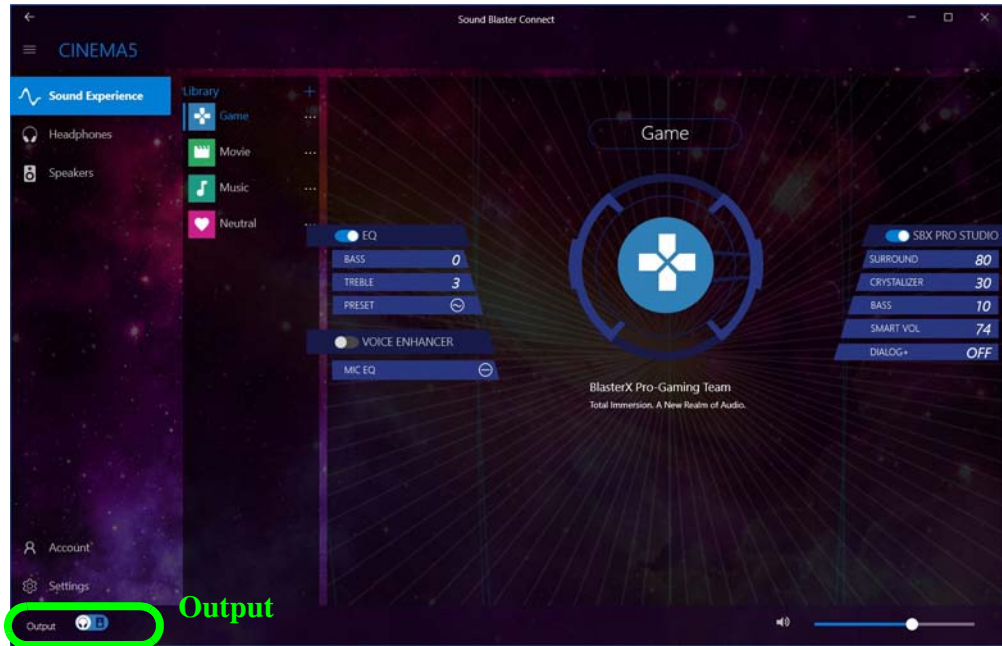 Sound Blaster Connect
CINEMA5
Sound Experience
Headphones
Speakers
Library
Game
Movie
Music
Neutral
Game
EQ
BASS 0
TREBLE 3
PRESET
VOICE ENHANCER
MIC EQ
SBX PRO STUDIO
SURROUND 80
CRYSTALIZER 30
BASS 10
SMART VOL 74
DIALOG+ OFF
BlasterX Pro-Gaming Team
Total Immersion. A New Realm of Audio.
Account
Settings
Output
Output